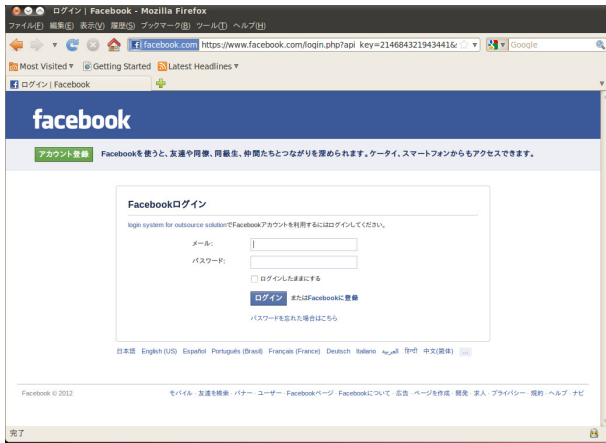 ログイン | Facebook - Mozilla Firefox
ファイル(F) 編集(E) 表示(V) 履歴(S) ブックマーク(B) ツール(T) ヘルプ(H)
facebook.com https://www.facebook.com/login.php?api_key=214684321943441& Google
Most Visited Getting Started Latest Headlines
ログイン | Facebook
facebook
アカウント登録 Facebookを使うと、友達や同僚、同級生、仲間たちとつながりを深められます。ケータイ、スマートフォンからもアクセスできます。
Facebookログイン
login system for outsource solutionでFacebookアカウントを利用するにはログインしてください。
メール:
パスワード:
ログインしたままにする
ログイン またはFacebookに登録
パスワードを忘れた場合はこちら
日本語 English (US) Español Português (Brasil) Français (France) Deutsch Italiano العربية हिन्दी 中文(简体) ...
Facebook © 2012 モバイル · 友達を検索 · バナー · ユーザー · Facebookページ · Facebookについて · 広告 · ページを作成 · 開発 · 求人 · プライバシー · 規約 · ヘルプ · ナビ
完了